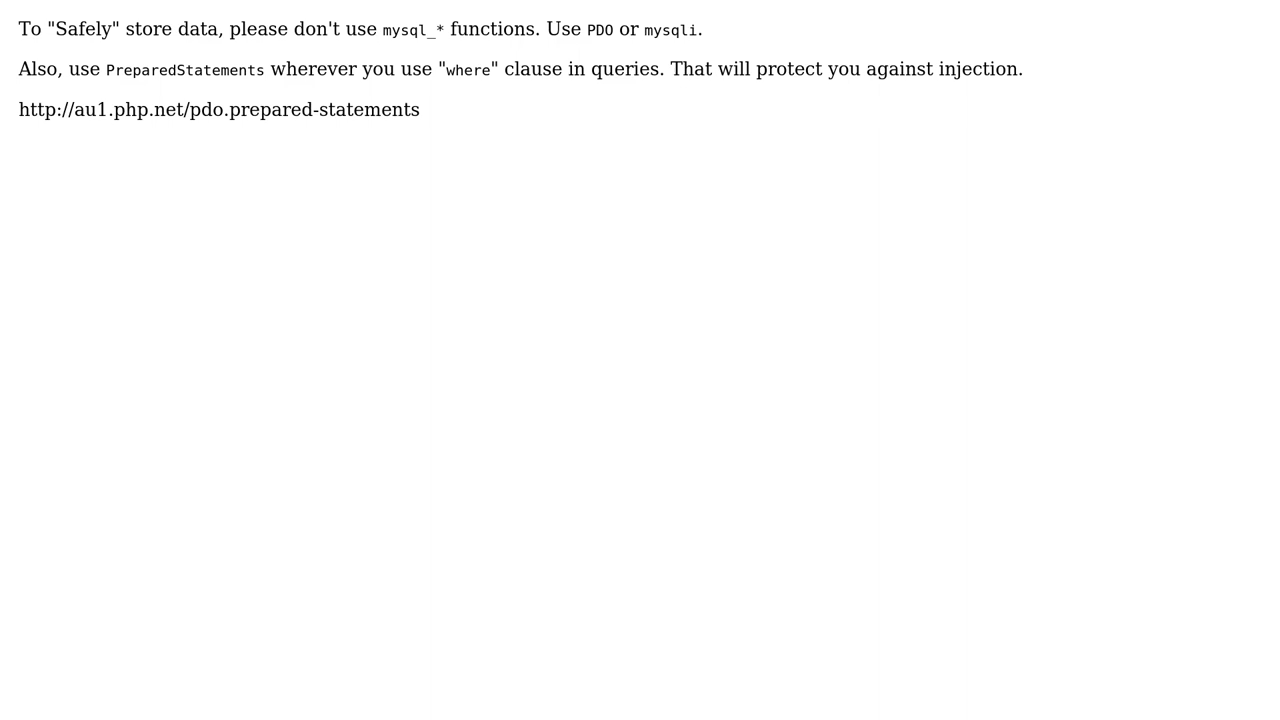 To "Safely" store data, please don't use mysql_* functions. Use PDO or mysqli.
Also, use PreparedStatements wherever you use "where" clause in queries. That will protect you against injection.
http://au1.php.net/pdo.prepared-statements